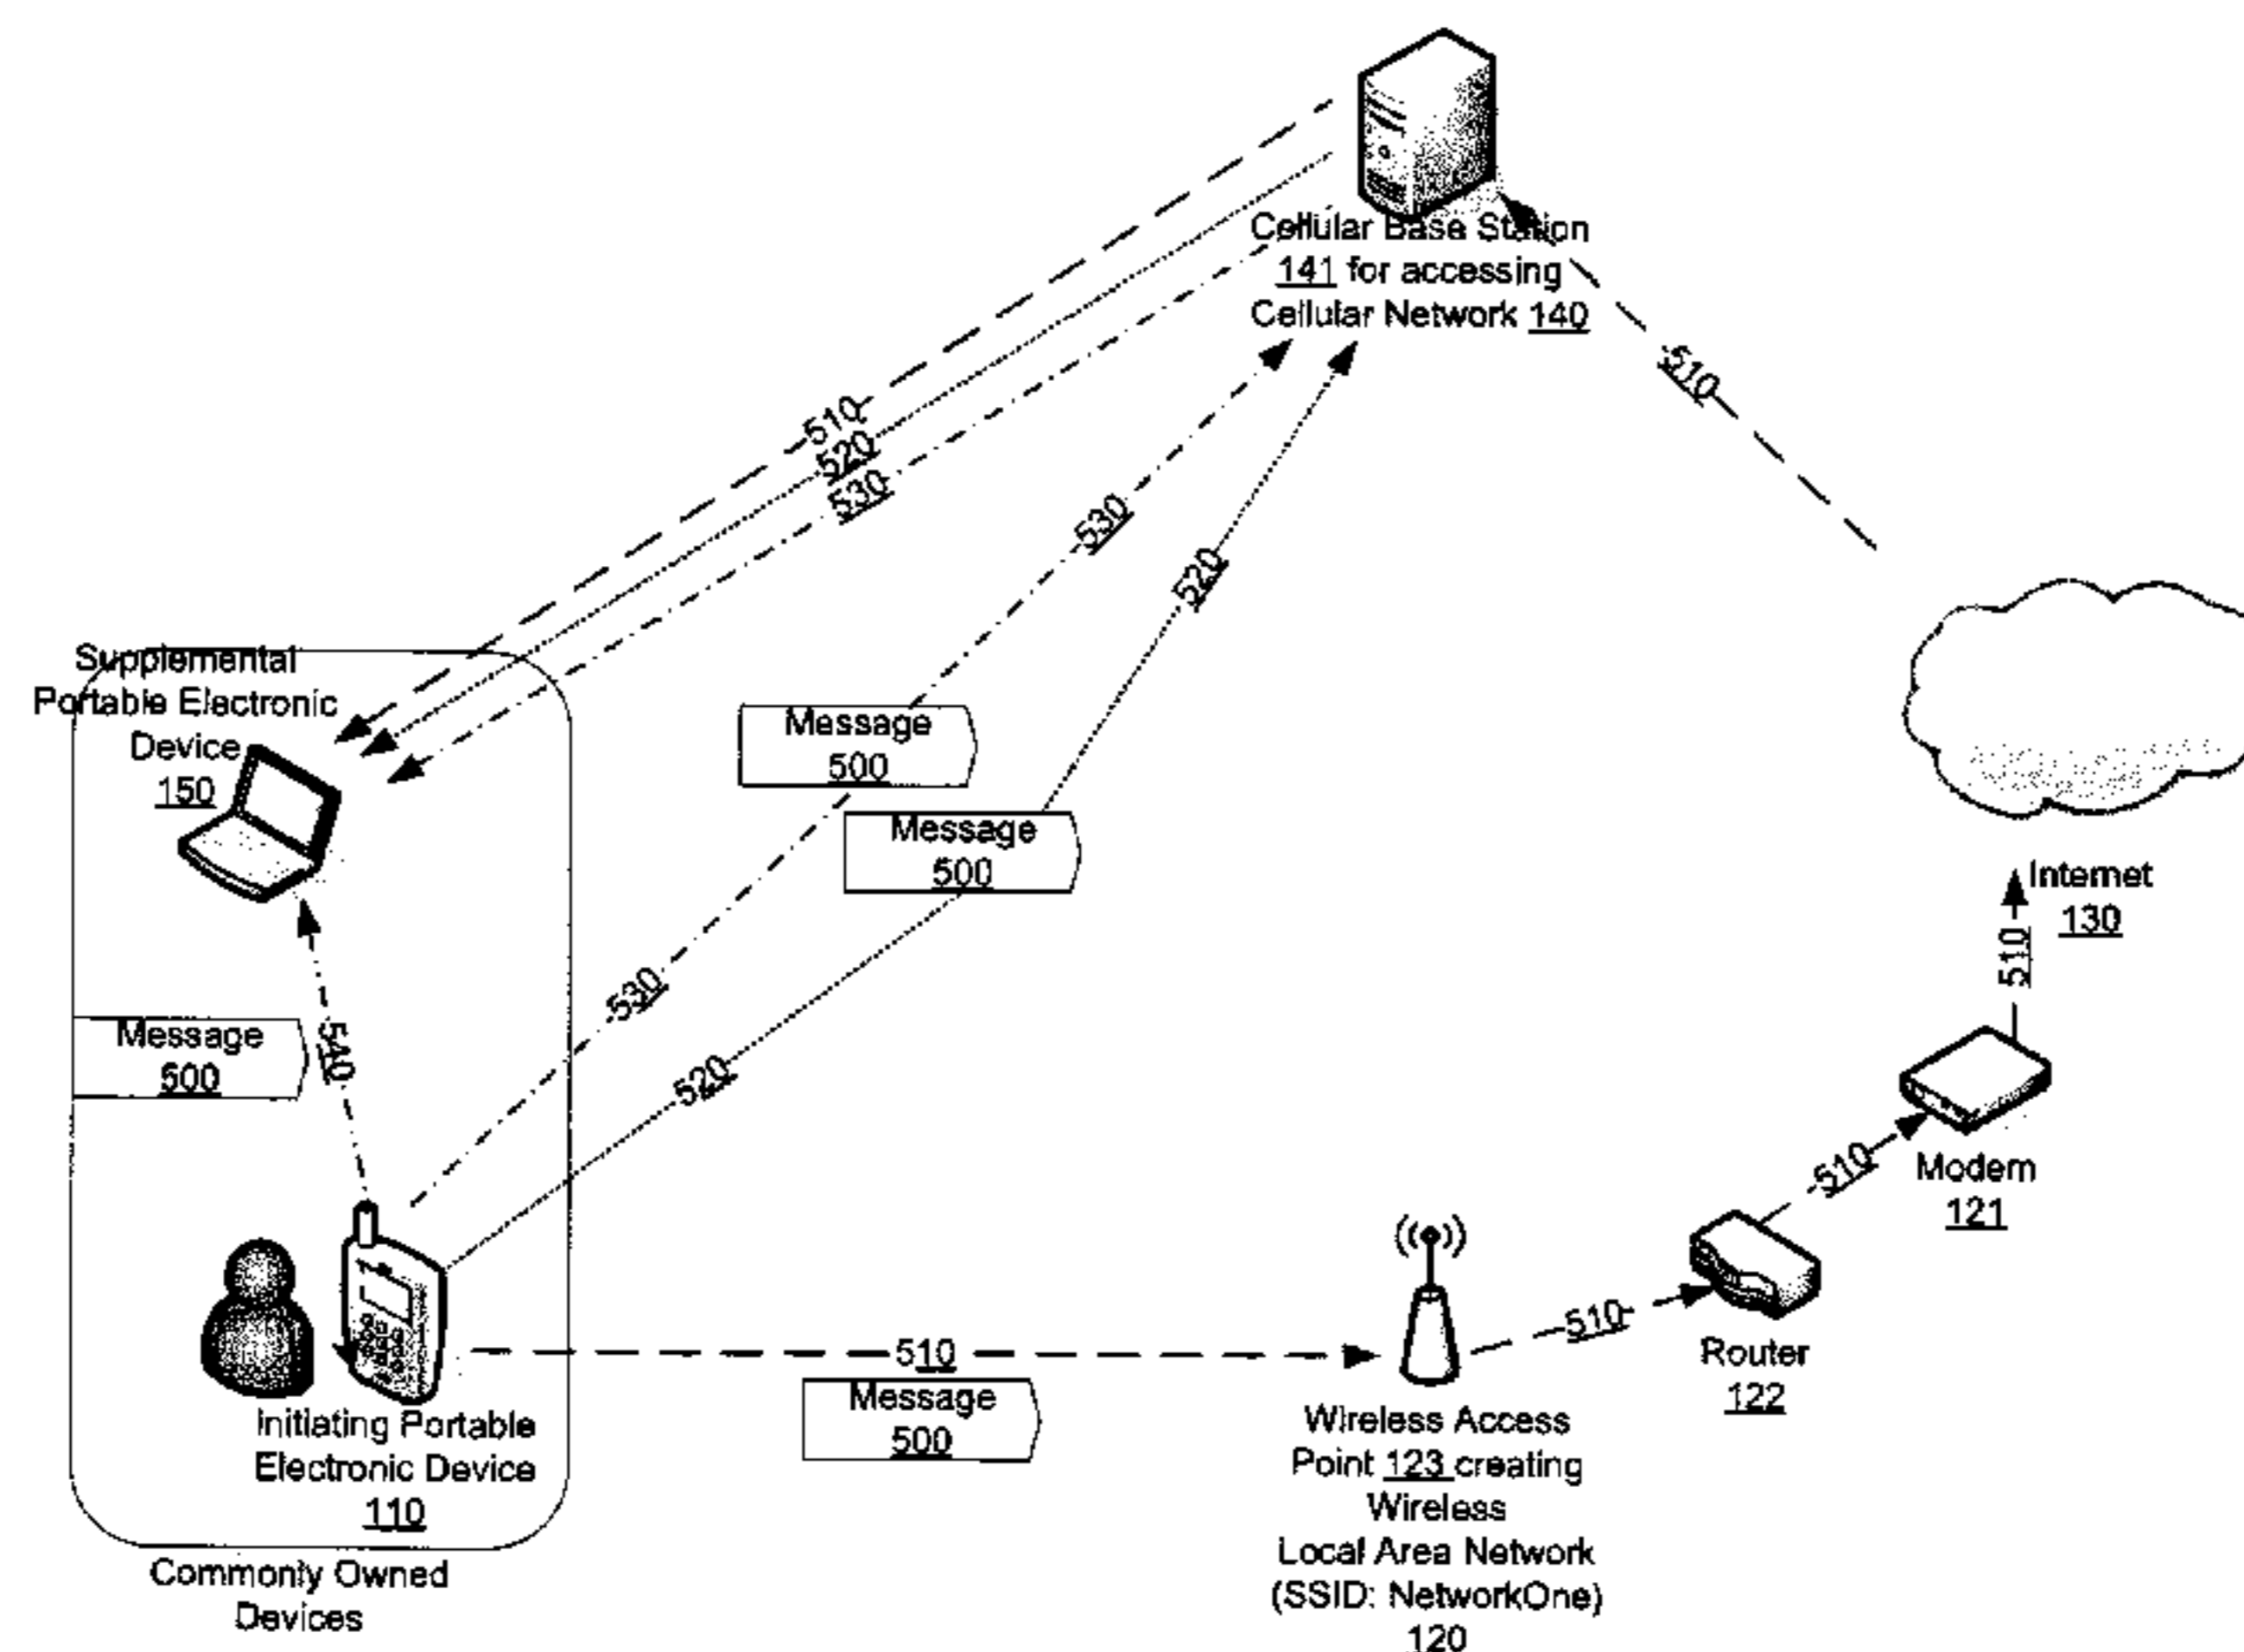 Cellular Base Station
141 for accessing
Cellular Network 140
510
510
520
530
530
520
Supplemental
Portable Electronic
Device
150
Message
500
Message
500
Internet
130
510
530
Message
500
540
520
Modem
121
510
510
Router
122
510
Message
500
Initiating Portable
Electronic Device
110
Wireless Access
Point 123 creating
Wireless
Local Area Network
(SSID: NetworkOne)
120
Commonly Owned
Devices